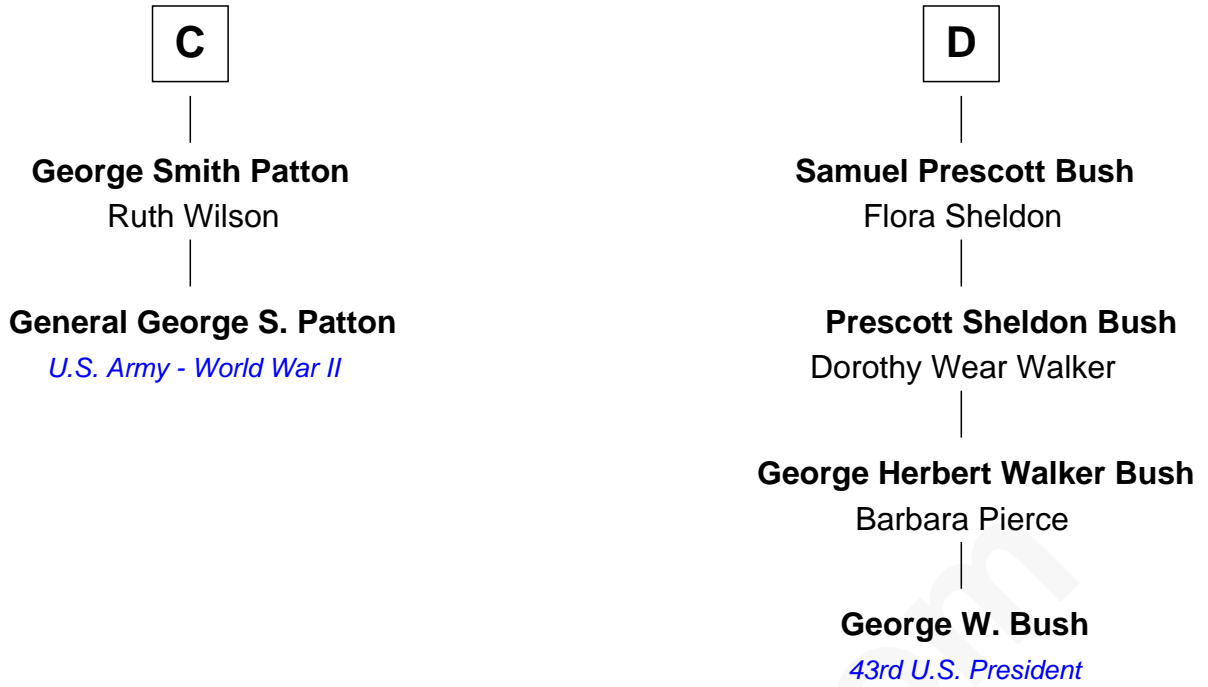 C
George Smith Patton
Ruth Wilson
General George S. Patton
U.S. Army - World War II
D
Samuel Prescott Bush
Flora Sheldon
Prescott Sheldon Bush
Dorothy Wear Walker
George Herbert Walker Bush
Barbara Pierce
George W. Bush
43rd U.S. President